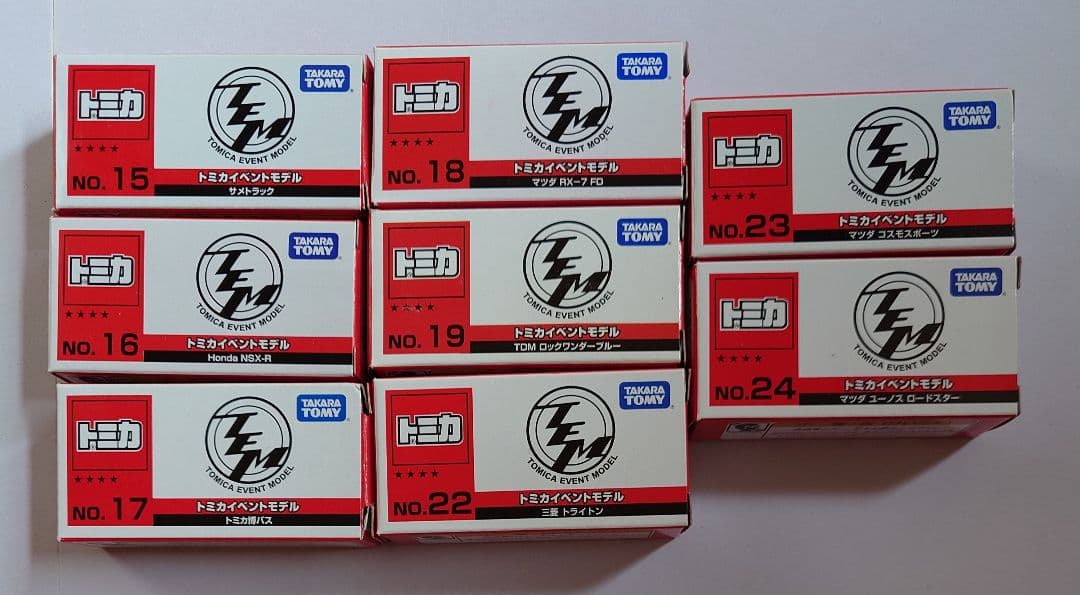 トミカ
TEM
TOMICA EVENT MODEL
TAKARA TOMY
★★★★
NO. 15
トミカイベントモデル
サメトラック
トミカ
TEM
TOMICA EVENT MODEL
TAKARA TOMY
★★★★
NO. 16
トミカイベントモデル
Honda NSX-R
トミカ
TEM
TOMICA EVENT MODEL
TAKARA TOMY
★★★★
NO. 17
トミカイベントモデル
トミカ博バス
トミカ
TEM
TOMICA EVENT MODEL
TAKARA TOMY
★★★★
NO. 18
トミカイベントモデル
マツダ RX-7 FD
トミカ
TEM
TOMICA EVENT MODEL
TAKARA TOMY
★★★★
NO. 19
トミカイベントモデル
TDM ロックワンダーブルー
トミカ
TEM
TOMICA EVENT MODEL
TAKARA TOMY
★★★★
NO.22
トミカイベントモデル
三菱 トライトン
トミカ
TEM
TOMICA EVENT MODEL
TAKARA TOMY
★★★★
NO.23
トミカイベントモデル
マツダ コスモスポーツ
トミカ
TEM
TOMICA EVENT MODEL
TAKARA TOMY
★★★★
NO.24
トミカイベントモデル
マツダ ユーノス ロードスター